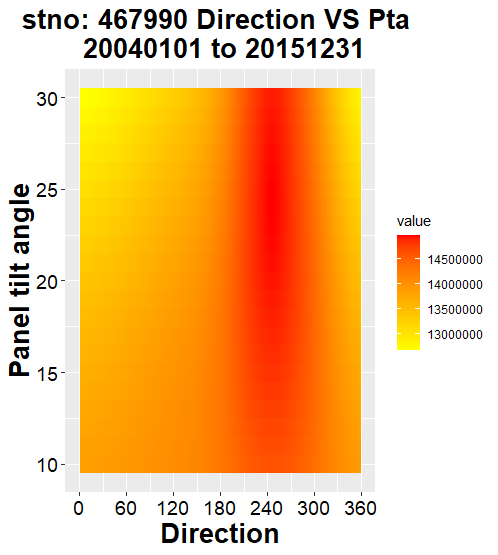 stno: 467990 Direction VS Pta
20040101 to 20151231
Panel tilt angle
30
25
20
15
10
0 60 120 180 240 300 360
Direction
value
14500000
14000000
13500000
13000000